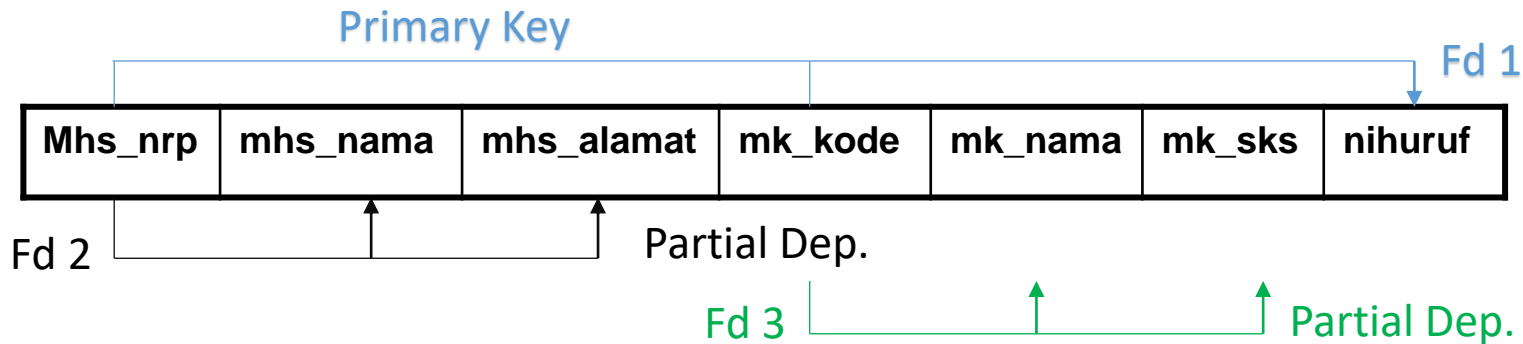 Primary Key
Fd 1
Mhs_nrp mhs_nama mhs_alamat mk_kode mk_nama mk_sks nihuruf
Fd 2
Partial Dep.
Fd 3
Partial Dep.